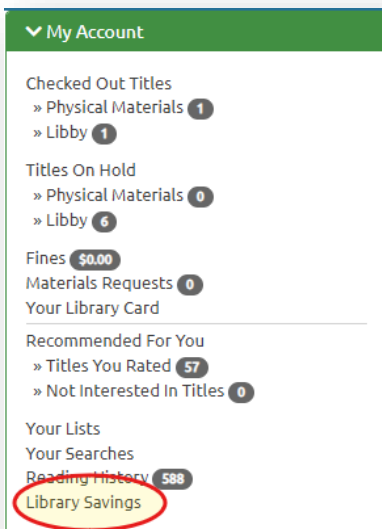 My Account
Checked Out Titles
» Physical Materials 1
» Libby 1
Titles On Hold
» Physical Materials 0
» Libby 6
Fines $0.00
Materials Requests 0
Your Library Card
Recommended For You
» Titles You Rated 57
» Not Interested In Titles 0
Your Lists
Your Searches
Reading History 588
Library Savings